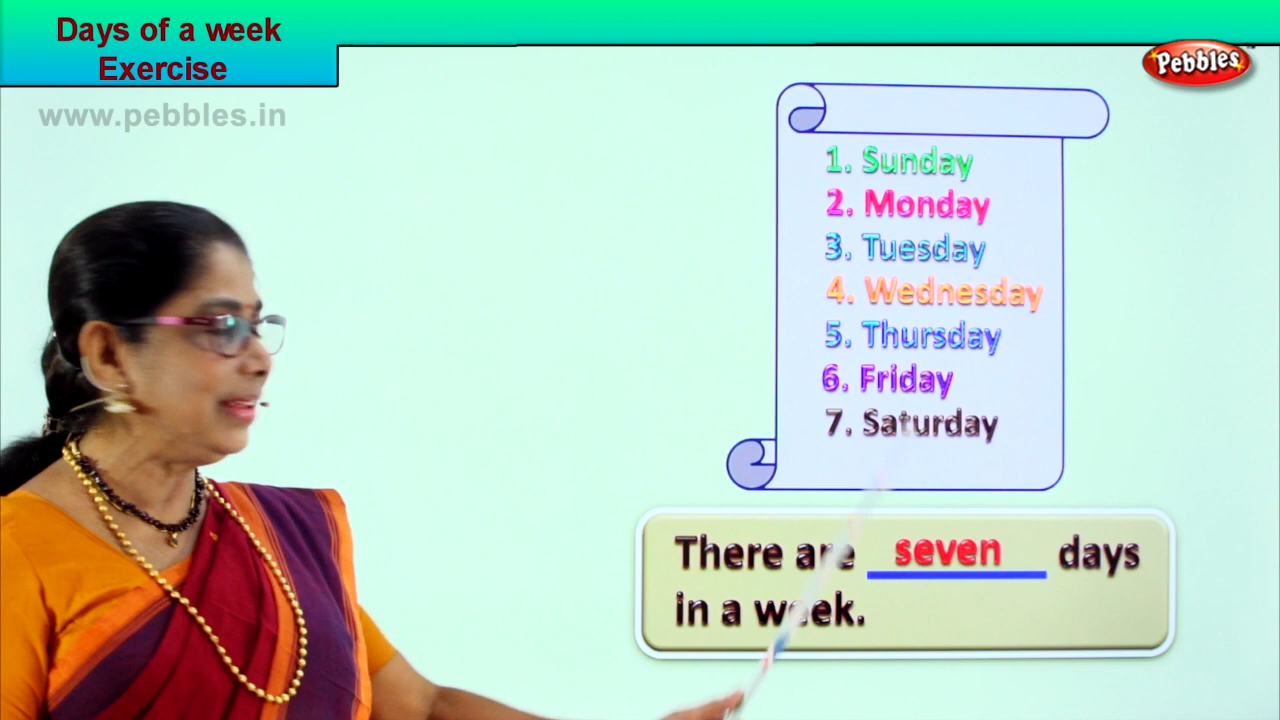 Days of a week
Exercise
www.pebbles.in
Pebbles
1. Sunday
2. Monday
3. Tuesday
4. Wednesday
5. Thursday
6. Friday
7. Saturday
There are seven days
in a week.